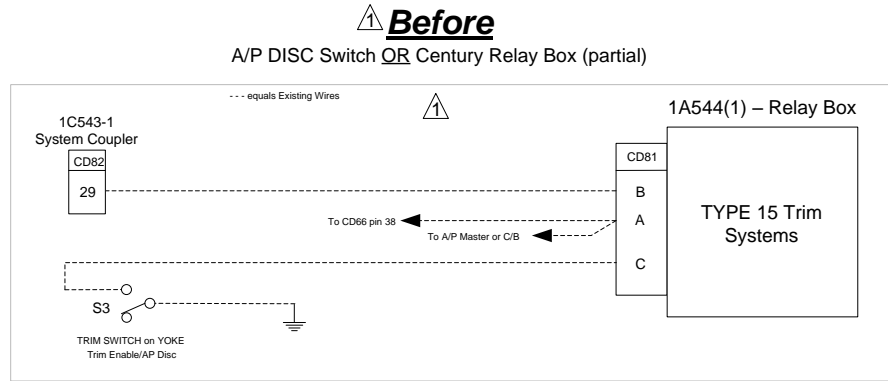 1 Before
A/P DISC Switch OR Century Relay Box (partial)
- - - equals Existing Wires
1
1C543-1
System Coupler
CD82
29
1A544(1) – Relay Box
CD81
B
A
C
TYPE 15 Trim
Systems
To CD66 pin 38
To A/P Master or C/B
S3
TRIM SWITCH on YOKE
Trim Enable/AP Disc